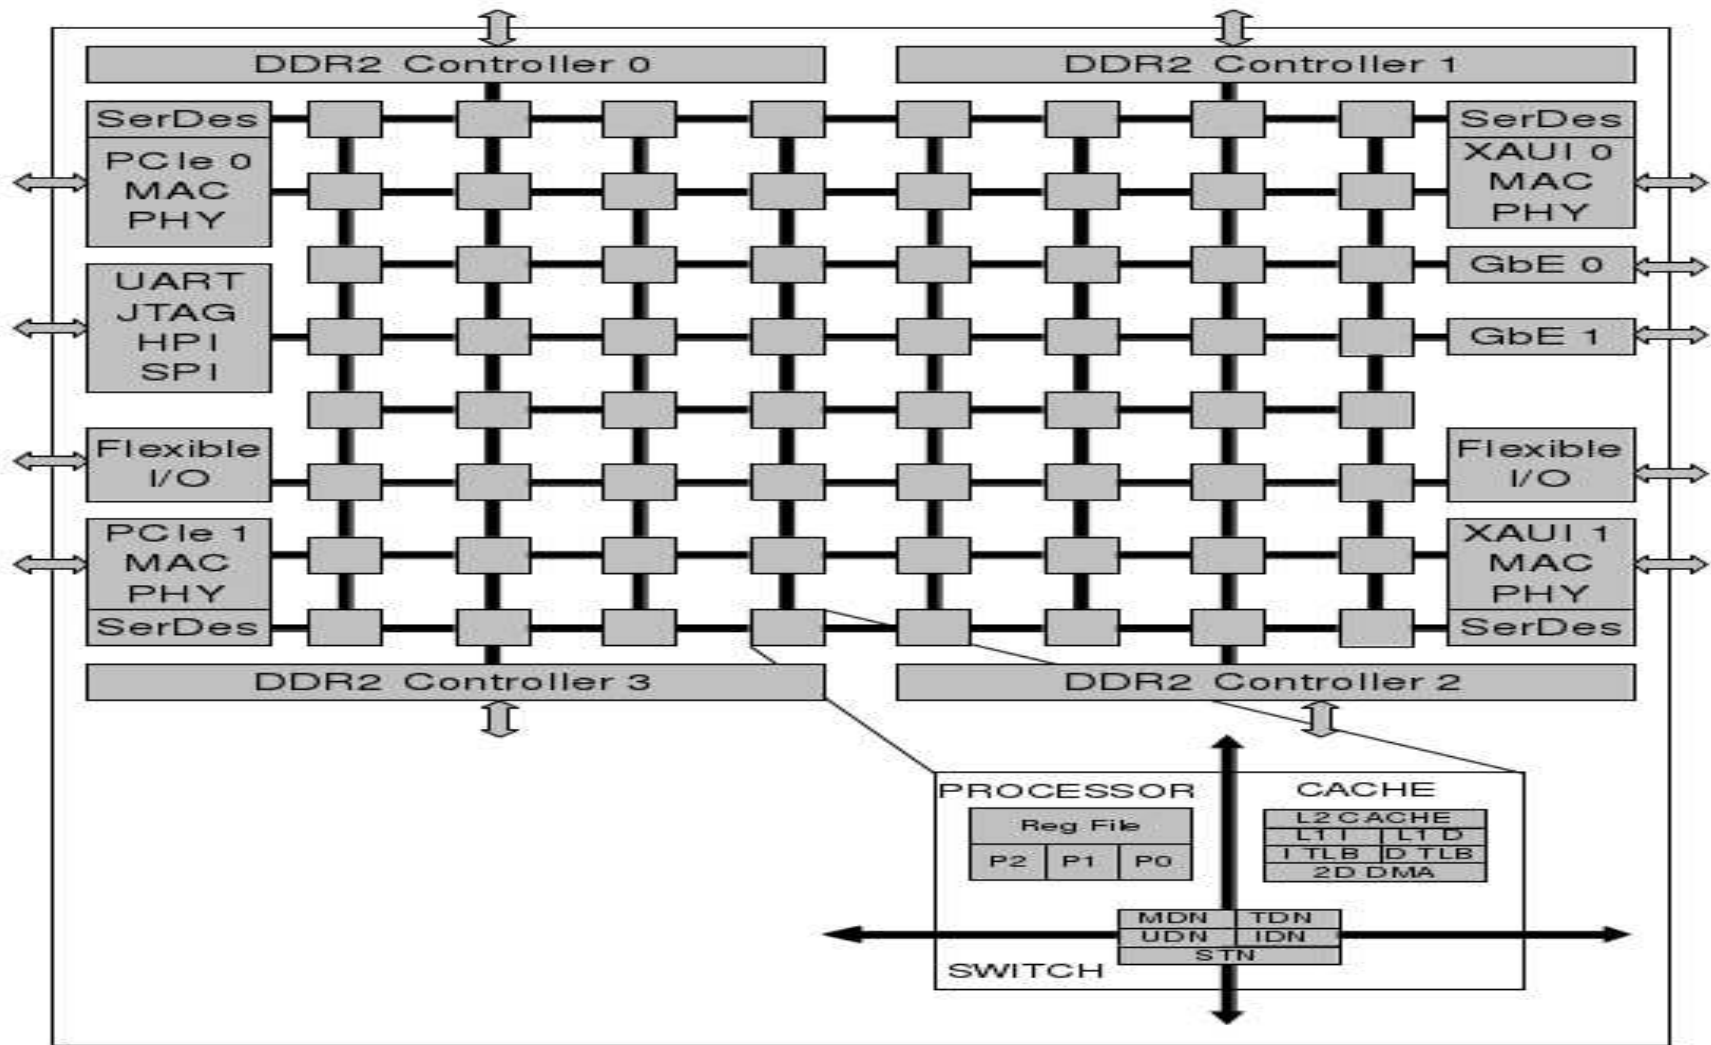 DDR2 Controller 0
DDR2 Controller 1
SerDes
PCIe 0
MAC
PHY
UART
JTAG
HPI
SPI
Flexible
I/O
PCIe 1
MAC
PHY
SerDes
SerDes
XAUI 0
MAC
PHY
GbE 0
GbE 1
Flexible
I/O
XAUI 1
MAC
PHY
SerDes
DDR2 Controller 3
DDR2 Controller 2
PROCESSOR
Reg File
P2 P1 P0
CACHE
L2 CACHE
L1 I L1 D
I TLB D TLB
2D DMA
MDN TDN
UDN IDN
STN
SWITCH